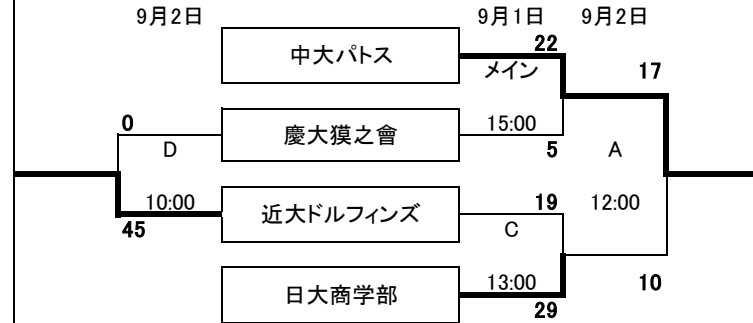 9月2日 9月1日 9月2日
中大パトス 22
メイン 17
0 慶大獏之會 15:00
D 5 A
10:00 近大ドルフィンズ 19 12:00
45 C
日大商学部 13:00 10
29